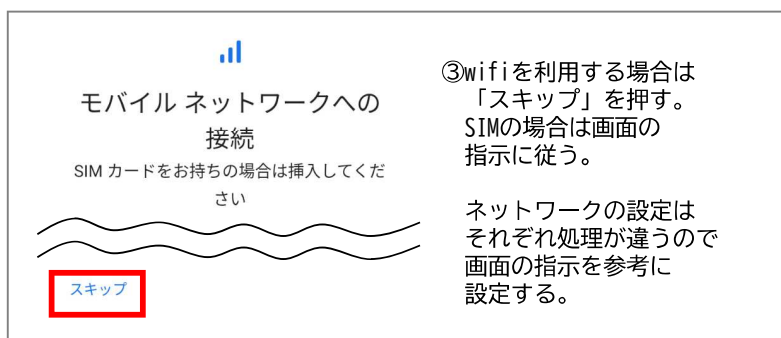 モバイル ネットワークへの
接続
SIM カードをお持ちの場合は挿入してくだ
さい
スキップ
③wifiを利用する場合は
「スキップ」を押す。
SIMの場合は画面の
指示に従う。
ネットワークの設定は
それぞれ処理が違うので
画面の指示を参考に
設定する。